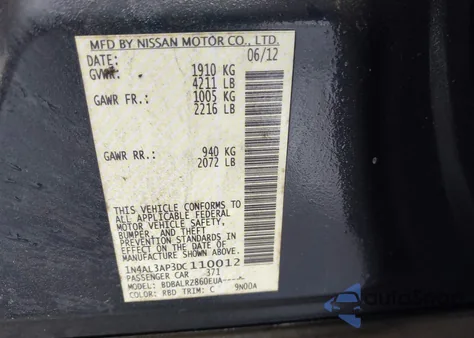 MFD BY NISSAN MOTOR CO., LTD.
DATE: 06/12
GVWR: 1910 KG
4211 LB
GAWR FR.: 1005 KG
2216 LB
GAWR RR.: 940 KG
2072 LB
THIS VEHICLE CONFORMS TO
ALL APPLICABLE FEDERAL
MOTOR VEHICLE SAFETY,
BUMPER, AND THEFT
PREVENTION STANDARDS
IN EFFECT ON THE DATE OF
MANUFACTURE SHOWN ABOVE.
1N4AL3AP3DC110012
PASSENGER CAR 371
MODEL:
COLOR: RBD TRIM: C 9N00A
AutoAuction